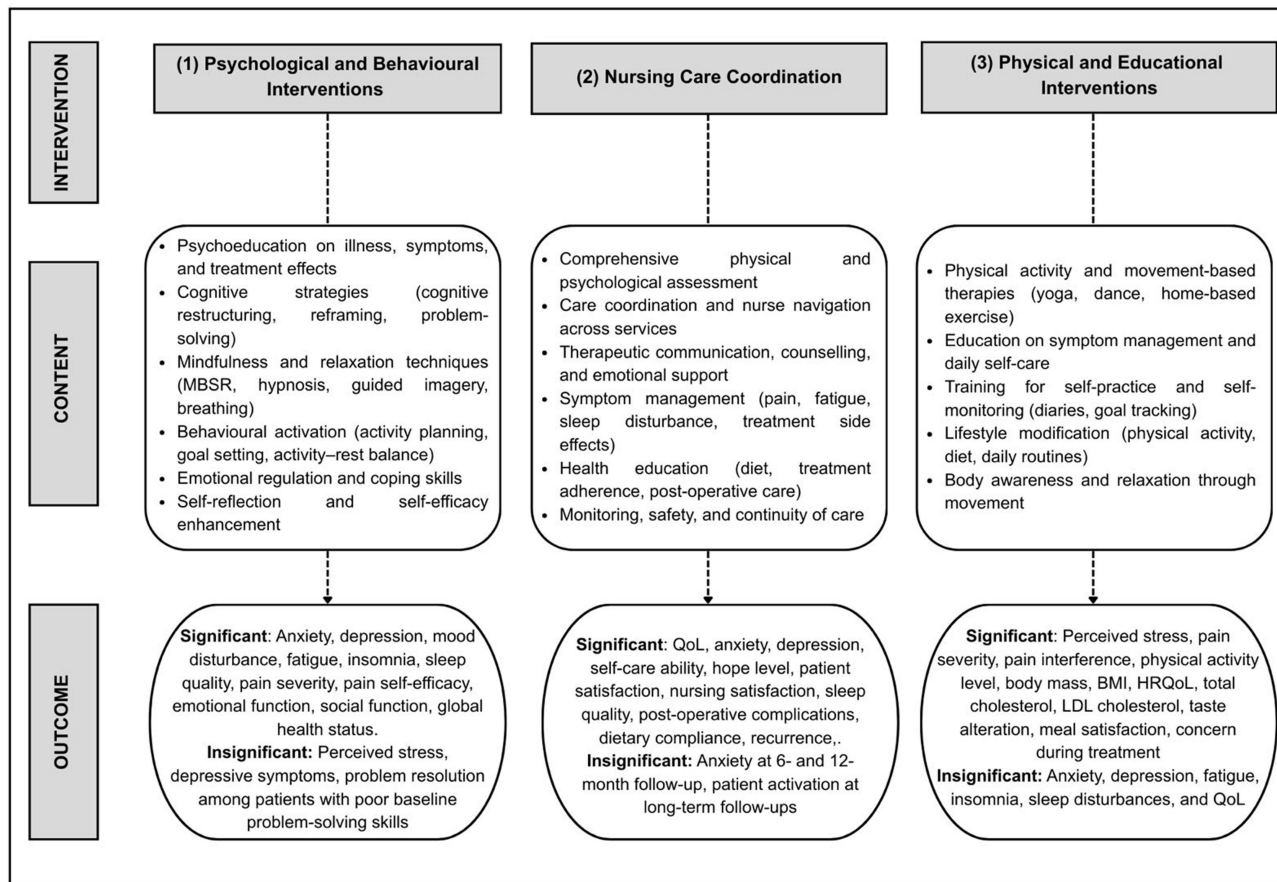 INTERVENTION
(1) Psychological and Behavioural
Interventions
(2) Nursing Care Coordination
(3) Physical and Educational
Interventions
CONTENT
• Psychoeducation on illness, symptoms,
and treatment effects
• Cognitive strategies (cognitive
restructuring, reframing, problem-
solving)
• Mindfulness and relaxation techniques
(MBSR, hypnosis, guided imagery,
breathing)
• Behavioural activation (activity planning,
goal setting, activity–rest balance)
• Emotional regulation and coping skills
• Self-reflection and self-efficacy
enhancement
• Comprehensive physical and
psychological assessment
• Care coordination and nurse navigation
across services
• Therapeutic communication, counselling,
and emotional support
• Symptom management (pain, fatigue,
sleep disturbance, treatment side
effects)
• Health education (diet, treatment
adherence, post-operative care)
• Monitoring, safety, and continuity of care
• Physical activity and movement-based
therapies (yoga, dance, home-based
exercise)
• Education on symptom management and
daily self-care
• Training for self-practice and self-
monitoring (diaries, goal tracking)
• Lifestyle modification (physical activity,
diet, daily routines)
• Body awareness and relaxation through
movement
OUTCOME
Significant: Anxiety, depression, mood
disturbance, fatigue, insomnia, sleep
quality, pain severity, pain self-efficacy,
emotional function, social function, global
health status.
Insignificant: Perceived stress,
depressive symptoms, problem resolution
among patients with poor baseline
problem-solving skills
Significant: QoL, anxiety, depression,
self-care ability, hope level, patient
satisfaction, nursing satisfaction, sleep
quality, post-operative complications,
dietary compliance, recurrence,.
Insignificant: Anxiety at 6- and 12-
month follow-up, patient activation at
long-term follow-ups
Significant: Perceived stress, pain
severity, pain interference, physical activity
level, body mass, BMI, HRQoL, total
cholesterol, LDL cholesterol, taste
alteration, meal satisfaction, concern
during treatment
Insignificant: Anxiety, depression, fatigue,
insomnia, sleep disturbances, and QoL